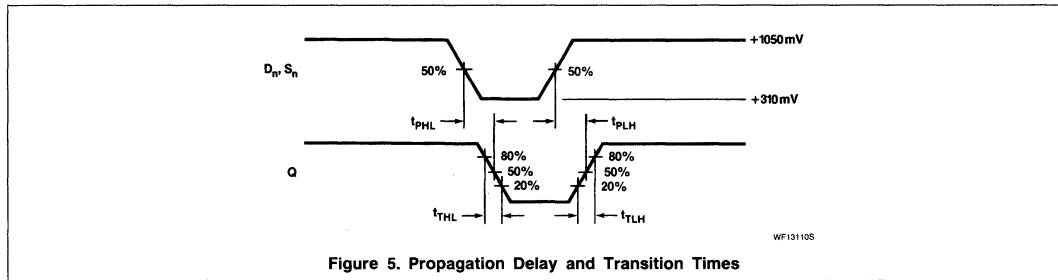 +1050mV
Dn, Sn
50%
50%
+310mV
tPHL
tPLH
80%
50%
20%
80%
50%
20%
Q
tTHL
tTLH
WF13110S
Figure 5. Propagation Delay and Transition Times